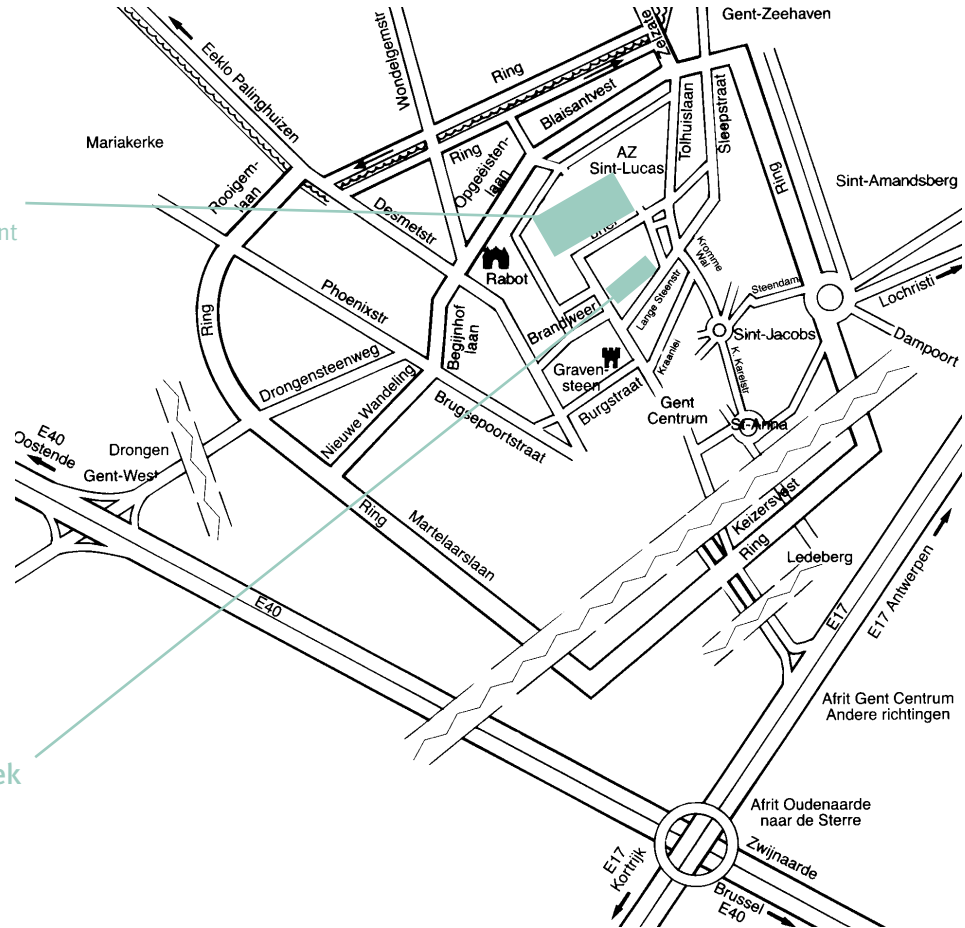 Gent-Zeehaven
Zelzate
Eeklo Palinghuizen
Wondelgemstr
Ring
Blaisantvest
Tolhuislaan
Sleepstraat
Mariakerke
Ring
Opgeëisten-
laan
AZ
Sint-Lucas
Ring
Sint-Amandsberg
Rooigem-
laan
Desmetstr
nt
Rabot
Kromme
Wal
Steendam
Lochristi
Ring
Phoenixstr
Begijnhof
laan
Brandweer
Lange Steenstr
Sint-Jacobs
Dampoort
Drongensteenweg
Graven-
steen
Kraanlei
K. Karelstr
Nieuwe Wandeling
Burgstraat
Gent
Centrum
Brugsepoortstraat
St-Anna
E40
Oostende
Drongen
Gent-West
Ring
Martelaarslaan
Keizersvest
Ring
Ledeberg
E40
E17
E17 Antwerpen
Afrit Gent Centrum
Andere richtingen
ek
Afrit Oudenaarde
naar de Sterre
E17
Kortrijk
Zwijnaarde
Brussel
E40